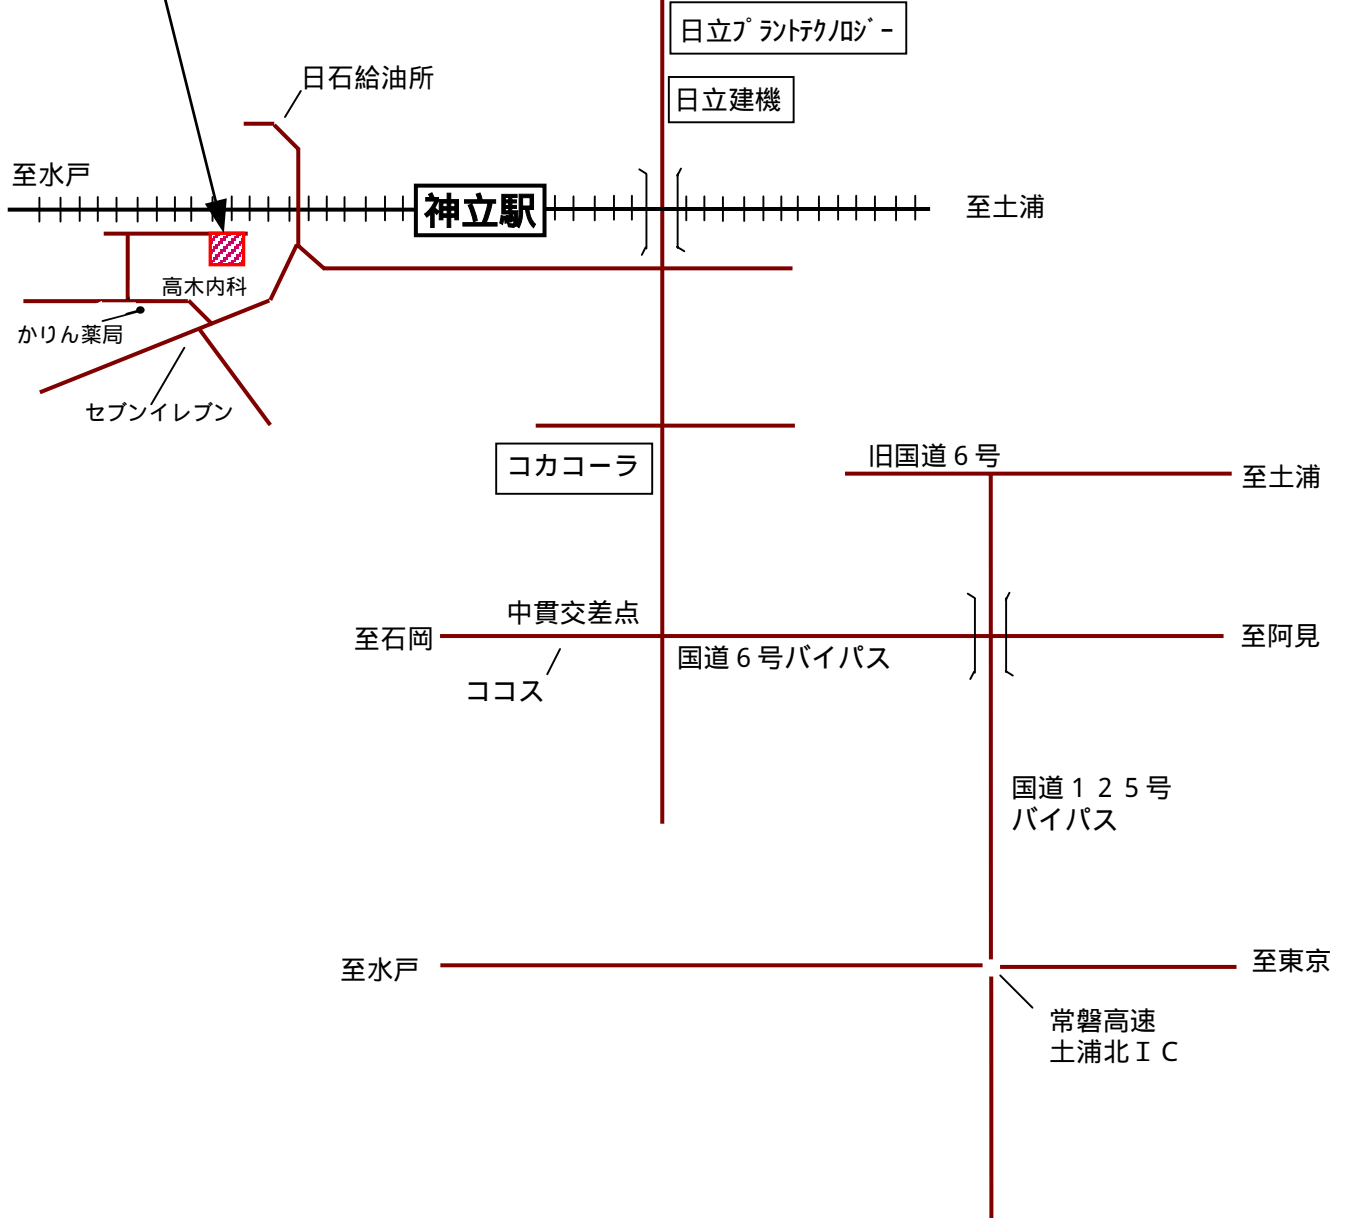 日立ﾌﾟﾗﾝﾄﾃｸﾉﾛｼﾞｰ
日石給油所
日立建機
至水戸
神立駅
至土浦
高木内科
かりん薬局
セブンイレブン
コカコーラ
旧国道６号
至土浦
中貫交差点
至石岡
至阿見
国道６号バイパス
ココス
国道１２５号
バイパス
至水戸
至東京
常磐高速
土浦北ＩＣ